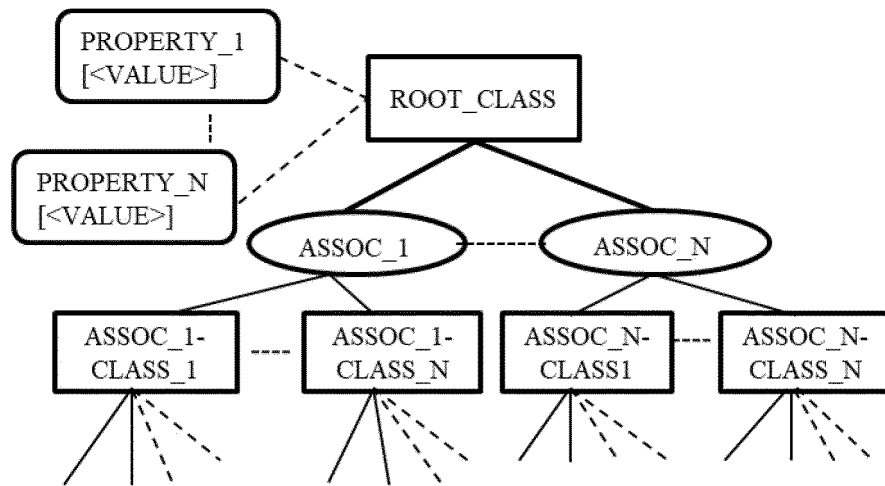 PROPERTY_1
[<VALUE>]
ROOT_CLASS
PROPERTY_N
[<VALUE>]
ASSOC_1
ASSOC_N
ASSOC_1-
CLASS_1
ASSOC_1-
CLASS_N
ASSOC_N-
CLASS1
ASSOC_N-
CLASS_N